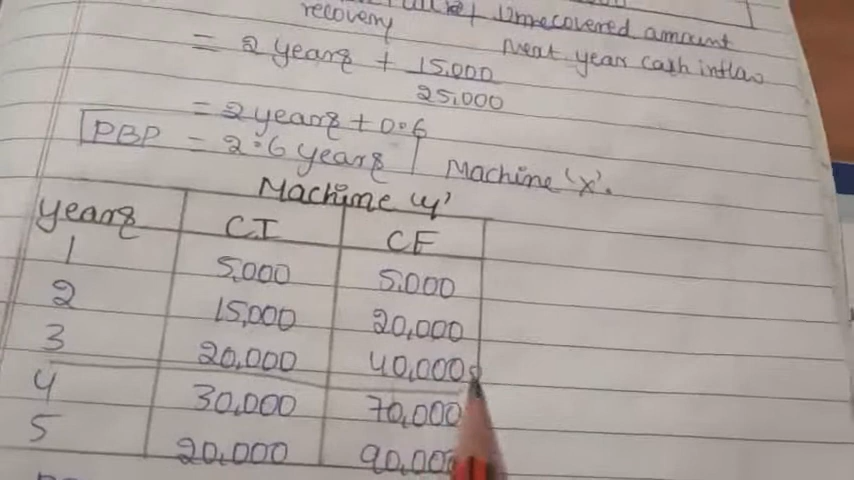 Unrecovered amount
recovery
Next year cash inflow
= 2 years + 15,000
25,000
= 2 years + 0.6
PBP = 2.6 years
Machine 'x'.
Machine 'y'
years CI CF
1 5,000 5,000
2 15,000 20,000
3 20,000 40,000
4 30,000 70,000
5 20,000 90,000